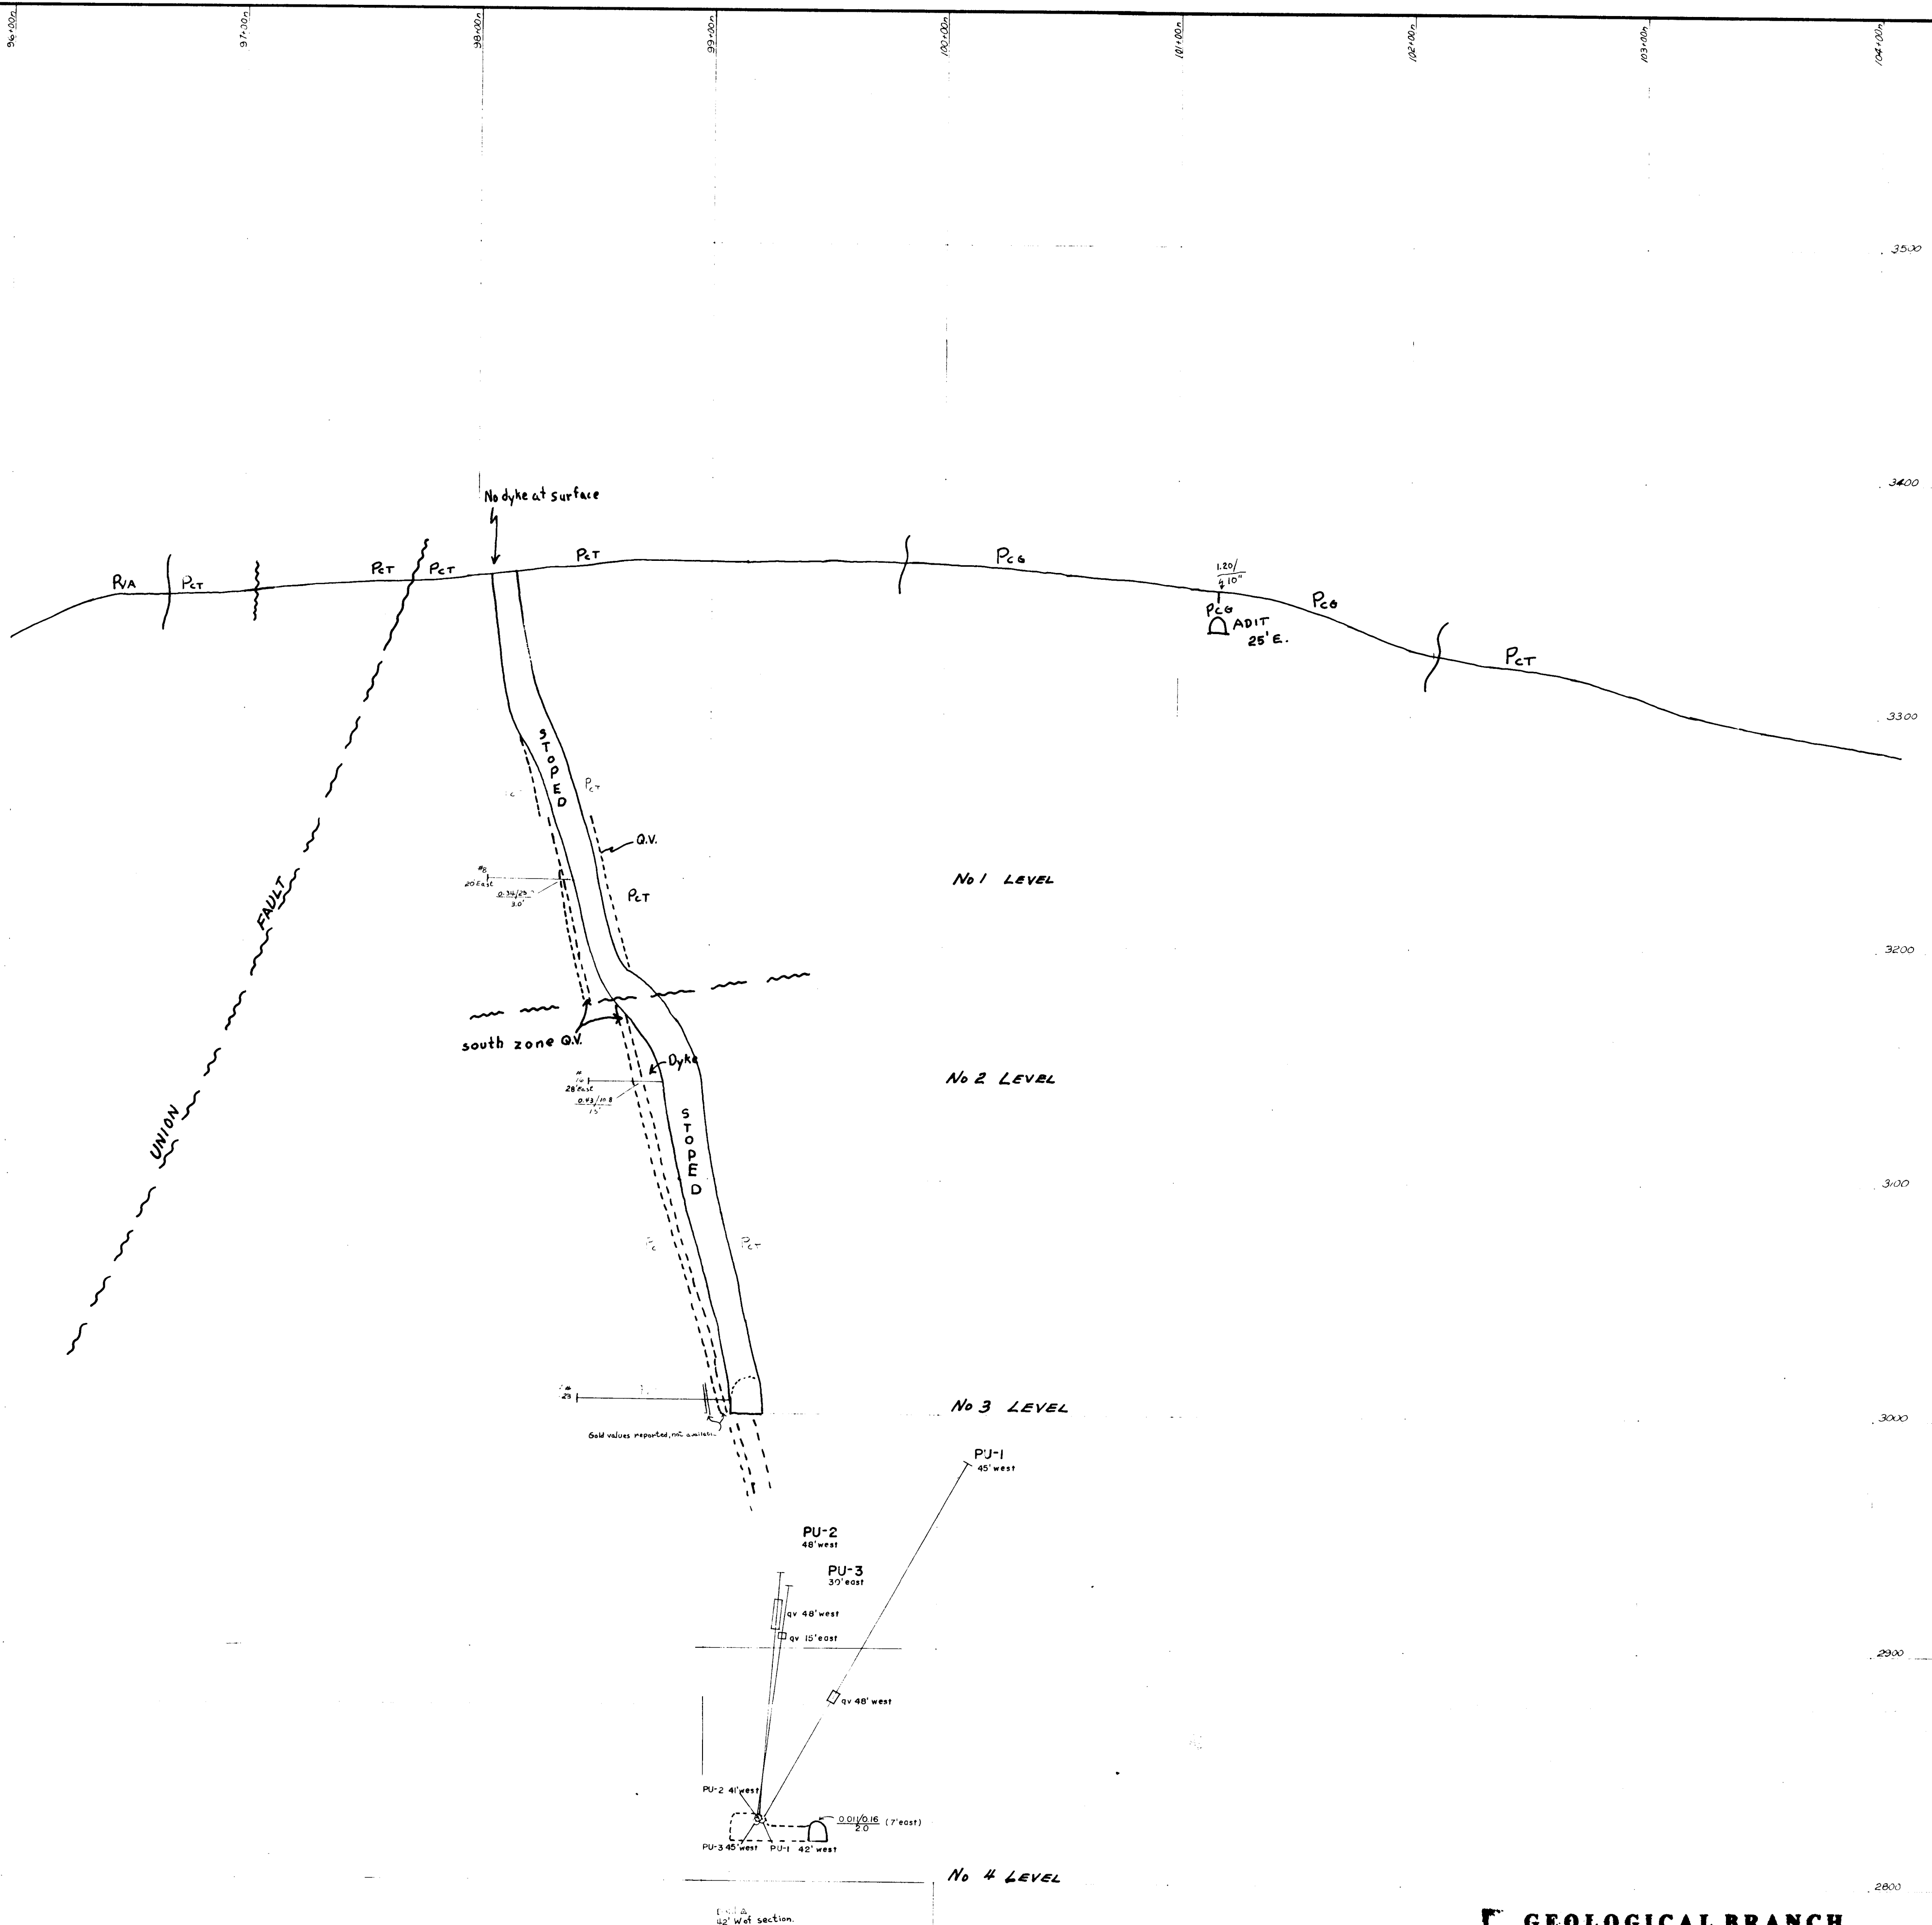 96+00n
97+00n
98+00n
99+00n
100+00n
101+00n
102+00n
103+00n
104+00n
3500
3400
No dyke at surface
PcT
PcG
1.20/
10"
PcT
PcT
PcT
PcG
PcG
ADIT
25' E.
PcT
3300
STOPED
PcT
Q.V.
#8
20' East
3.0'
No 1 LEVEL
PcT
FAULT
3200
south zone Q.V.
Dyke
28' east
No 2 LEVEL
UNION
STOPED
3100
PcT
23
No 3 LEVEL
3000
Gold values reported, not
PU-1
45' west
PU-2
48' west
PU-3
30' east
qv 48' west
qv 15' east
2900
qv 48' west
PU-2 41' west
0.011/0.16 (7' east)
2.0
PU-3 45' west
PU-1 42' west
No 4 LEVEL
2800
42' W of section.
GEOLOGICAL BRANCH